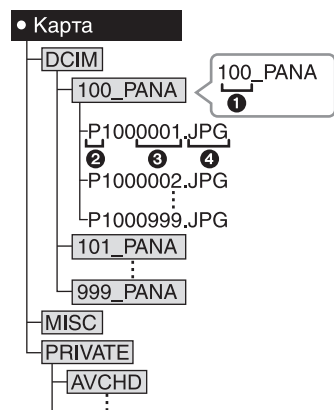 • Карта
DCIM
100_PANA
100_PANA
❶
P1000001.JPG
❷ ❸ ❹
P1000002.JPG
P1000999.JPG
101_PANA
999_PANA
MISC
PRIVATE
AVCHD